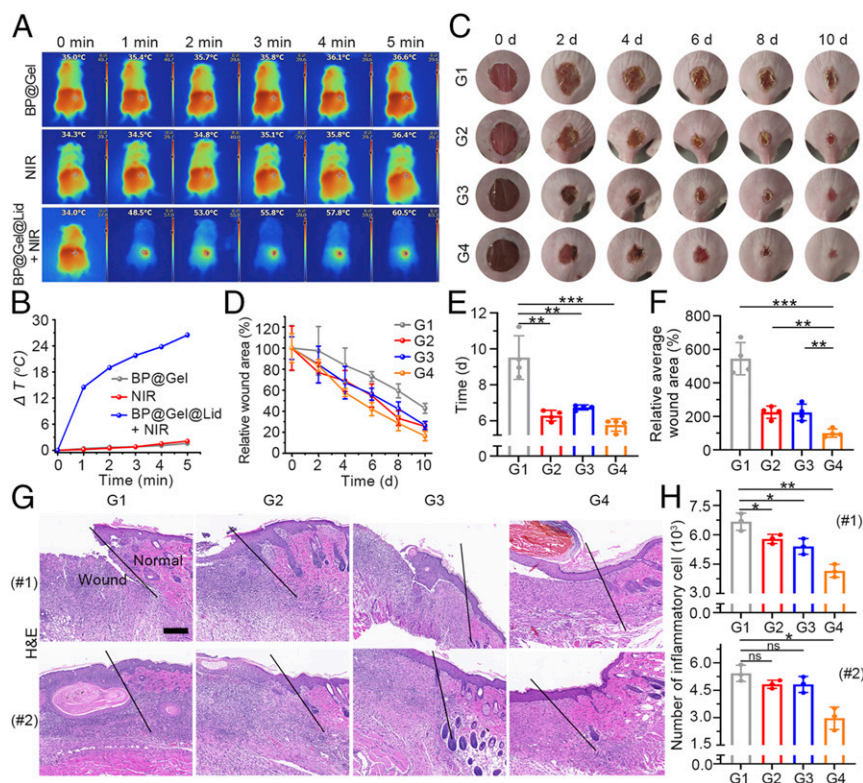 A
0 min 1 min 2 min 3 min 4 min 5 min
BP@Gel
35.0°C 35.4°C 35.7°C 35.8°C 36.1°C 36.6°C
NIR
34.3°C 34.5°C 34.8°C 35.1°C 35.8°C 36.4°C
BP@Gel@Lid
+ NIR
34.0°C 48.5°C 53.0°C 55.8°C 57.8°C 60.5°C
C
0 d 2 d 4 d 6 d 8 d 10 d
G1
G2
G3
G4
B
Δ T (°C)
32
24
16
8
0
BP@Gel
NIR
BP@Gel@Lid
+ NIR
0 1 2 3 4 5
Time (min)
D
Relative wound area (%)
120
100
80
60
40
20
0
G1
G2
G3
G4
0 2 4 6 8 10
Time (d)
E
Time (d)
12
9
6
0
***
**
**
G1 G2 G3 G4
F
Relative average
wound area (%)
1000
800
600
400
200
0
***
**
**
G1 G2 G3 G4
G
G1 G2 G3 G4
H&E
(#1)
Wound
Normal
(#2)
H
Number of inflammatory cell (10³)
7.5
6.0
4.5
0.0
**
*
*
(#1)
G1 G2 G3 G4
6.0
4.5
3.0
1.5
0.0
*
ns
ns
(#2)
G1 G2 G3 G4